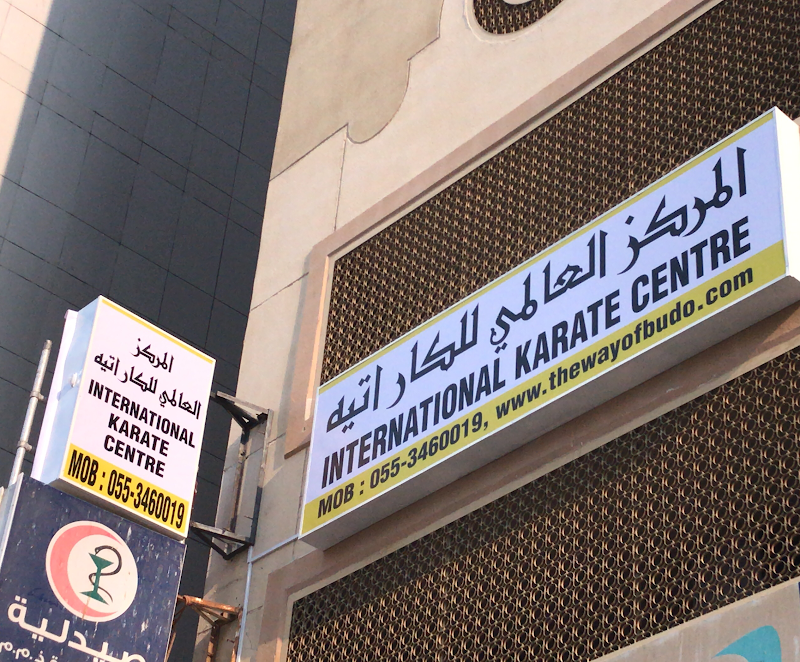 المركز العالمي للكاراتيه
INTERNATIONAL KARATE CENTRE
MOB : 055-3460019, www.thewayofbudo.com
المركز
العالمي للكاراتيه
INTERNATIONAL
KARATE
CENTRE
MOB : 055-3460019
صيدلية
ذ.م.م